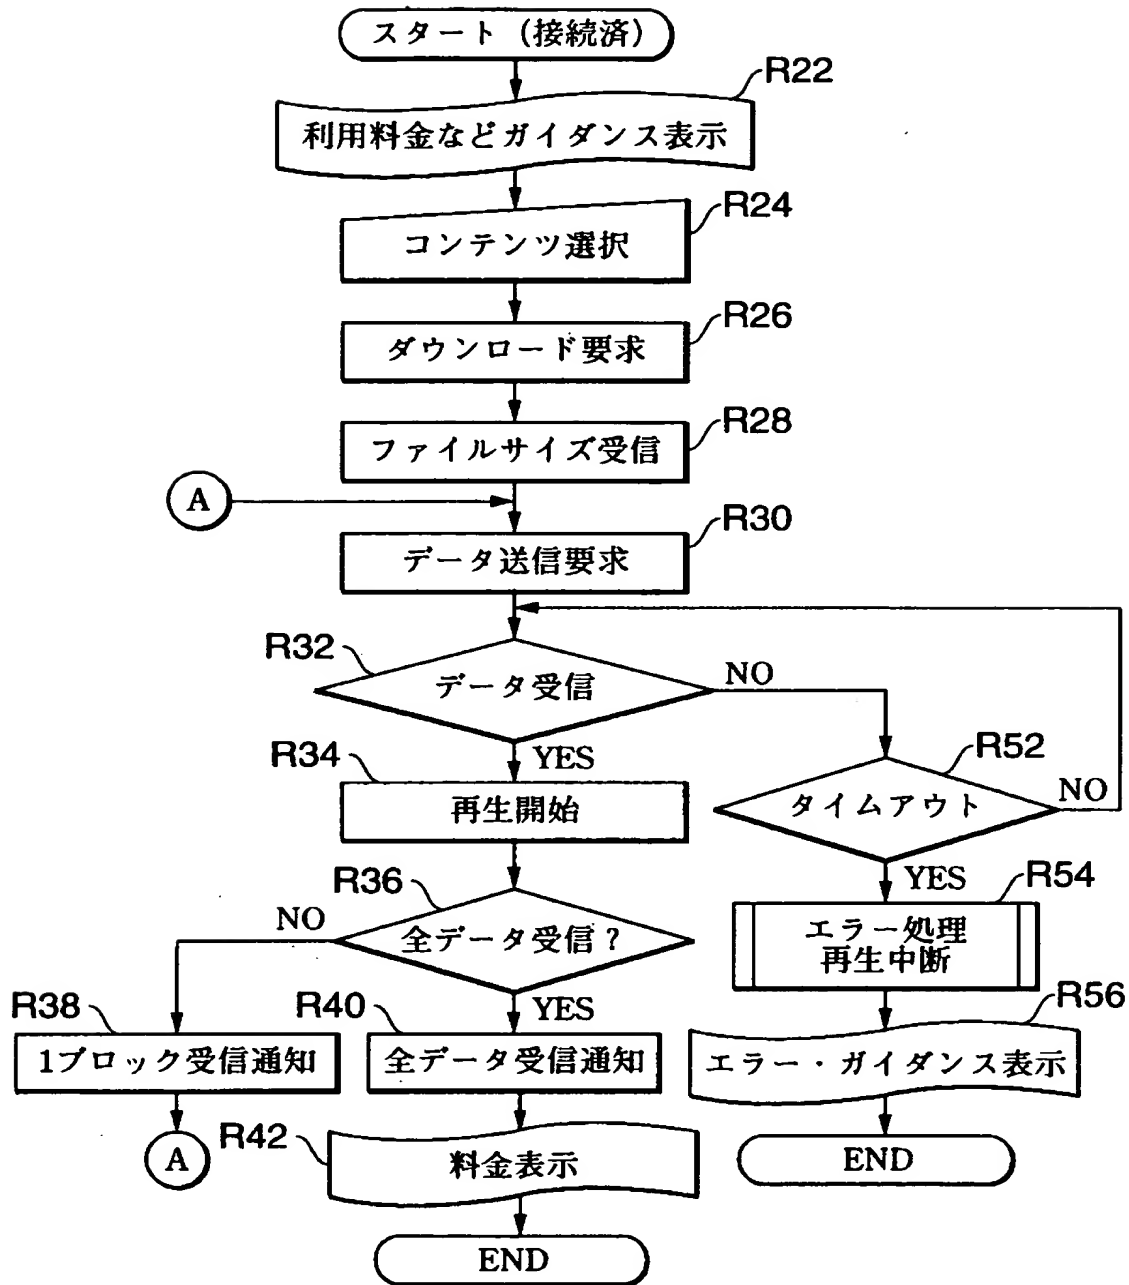 スタート (接続済)
R22
利用料金などガイダンス表示
R24
コンテンツ選択
R26
ダウンロード要求
R28
ファイルサイズ受信
A
R30
データ送信要求
R32
データ受信
NO
YES
R34
再生開始
R52
タイムアウト
NO
YES
R36
全データ受信?
NO
YES
R54
エラー処理
再生中断
R38
1ブロック受信通知
R40
全データ受信通知
R56
エラー・ガイダンス表示
A
R42
料金表示
END
END